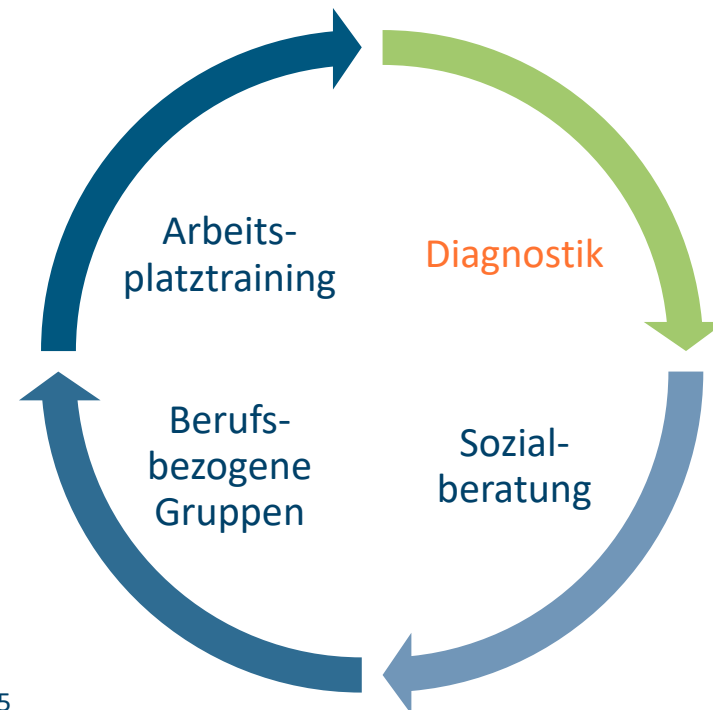 Arbeits-
platztraining
Diagnostik
Berufs-
bezogene
Gruppen
Sozial-
beratung
5